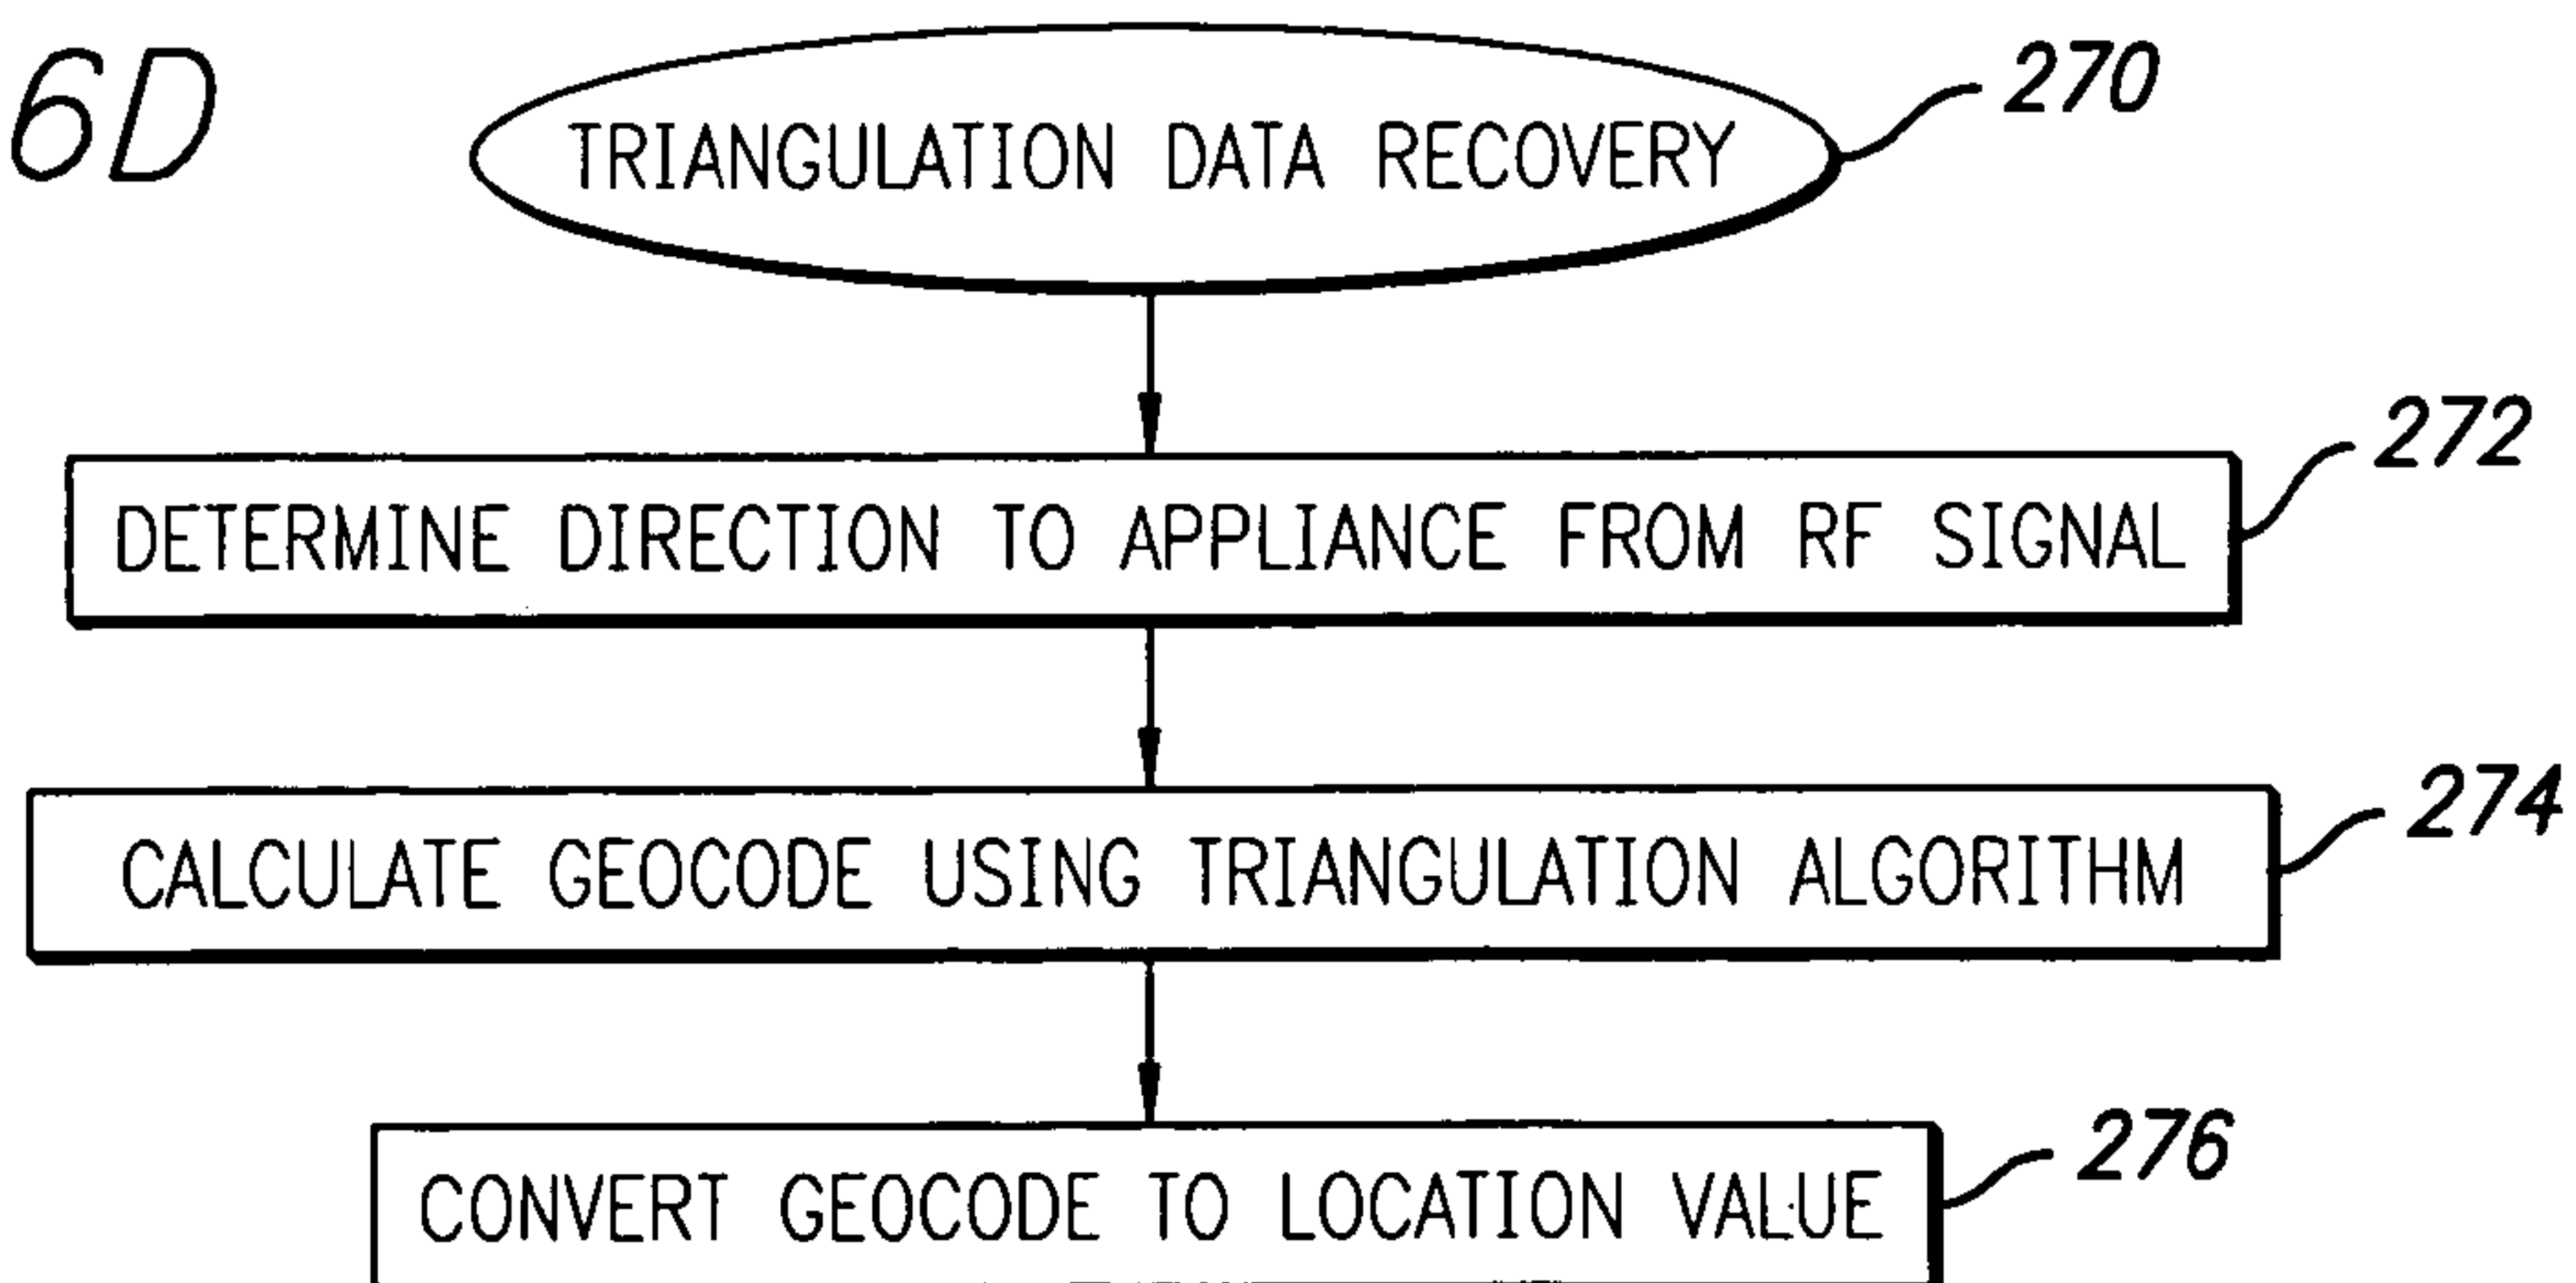 6D
TRIANGULATION DATA RECOVERY
270
DETERMINE DIRECTION TO APPLIANCE FROM RF SIGNAL
272
CALCULATE GEOCODE USING TRIANGULATION ALGORITHM
274
CONVERT GEOCODE TO LOCATION VALUE
276